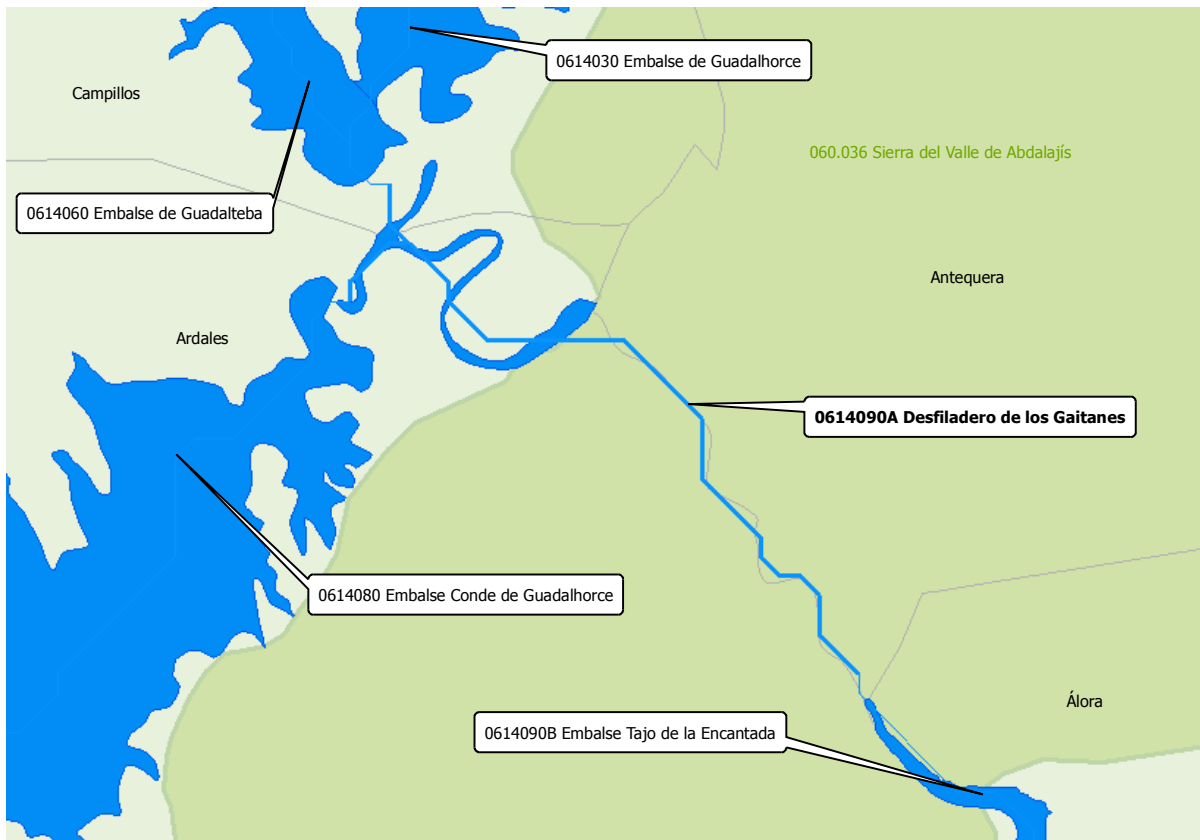 0614030 Embalse de Guadalhorce
Campillos
060.036 Sierra del Valle de Abdalajís
0614060 Embalse de Guadalteba
Antequera
Ardales
0614090A Desfiladero de los Gaitanes
0614080 Embalse Conde de Guadalhorce
Álora
0614090B Embalse Tajo de la Encantada